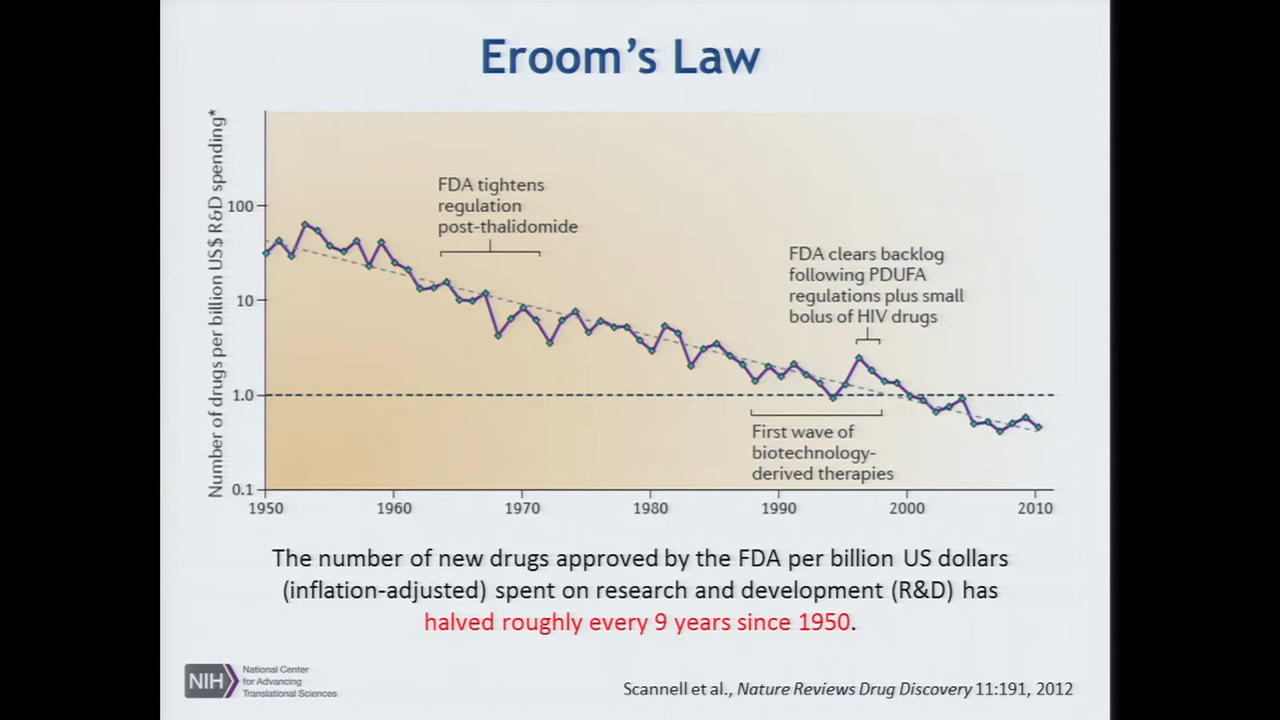 Eroom's Law
Number of drugs per billion US$ R&D spending*
100
10
1.0
0.1
FDA tightens
regulation
post-thalidomide
FDA clears backlog
following PDUFA
regulations plus small
bolus of HIV drugs
First wave of
biotechnology-
derived therapies
1950 1960 1970 1980 1990 2000 2010
The number of new drugs approved by the FDA per billion US dollars
(inflation-adjusted) spent on research and development (R&D) has
halved roughly every 9 years since 1950.
NIH
National Center
for Advancing
Translational Sciences
Scannell et al., Nature Reviews Drug Discovery 11:191, 2012